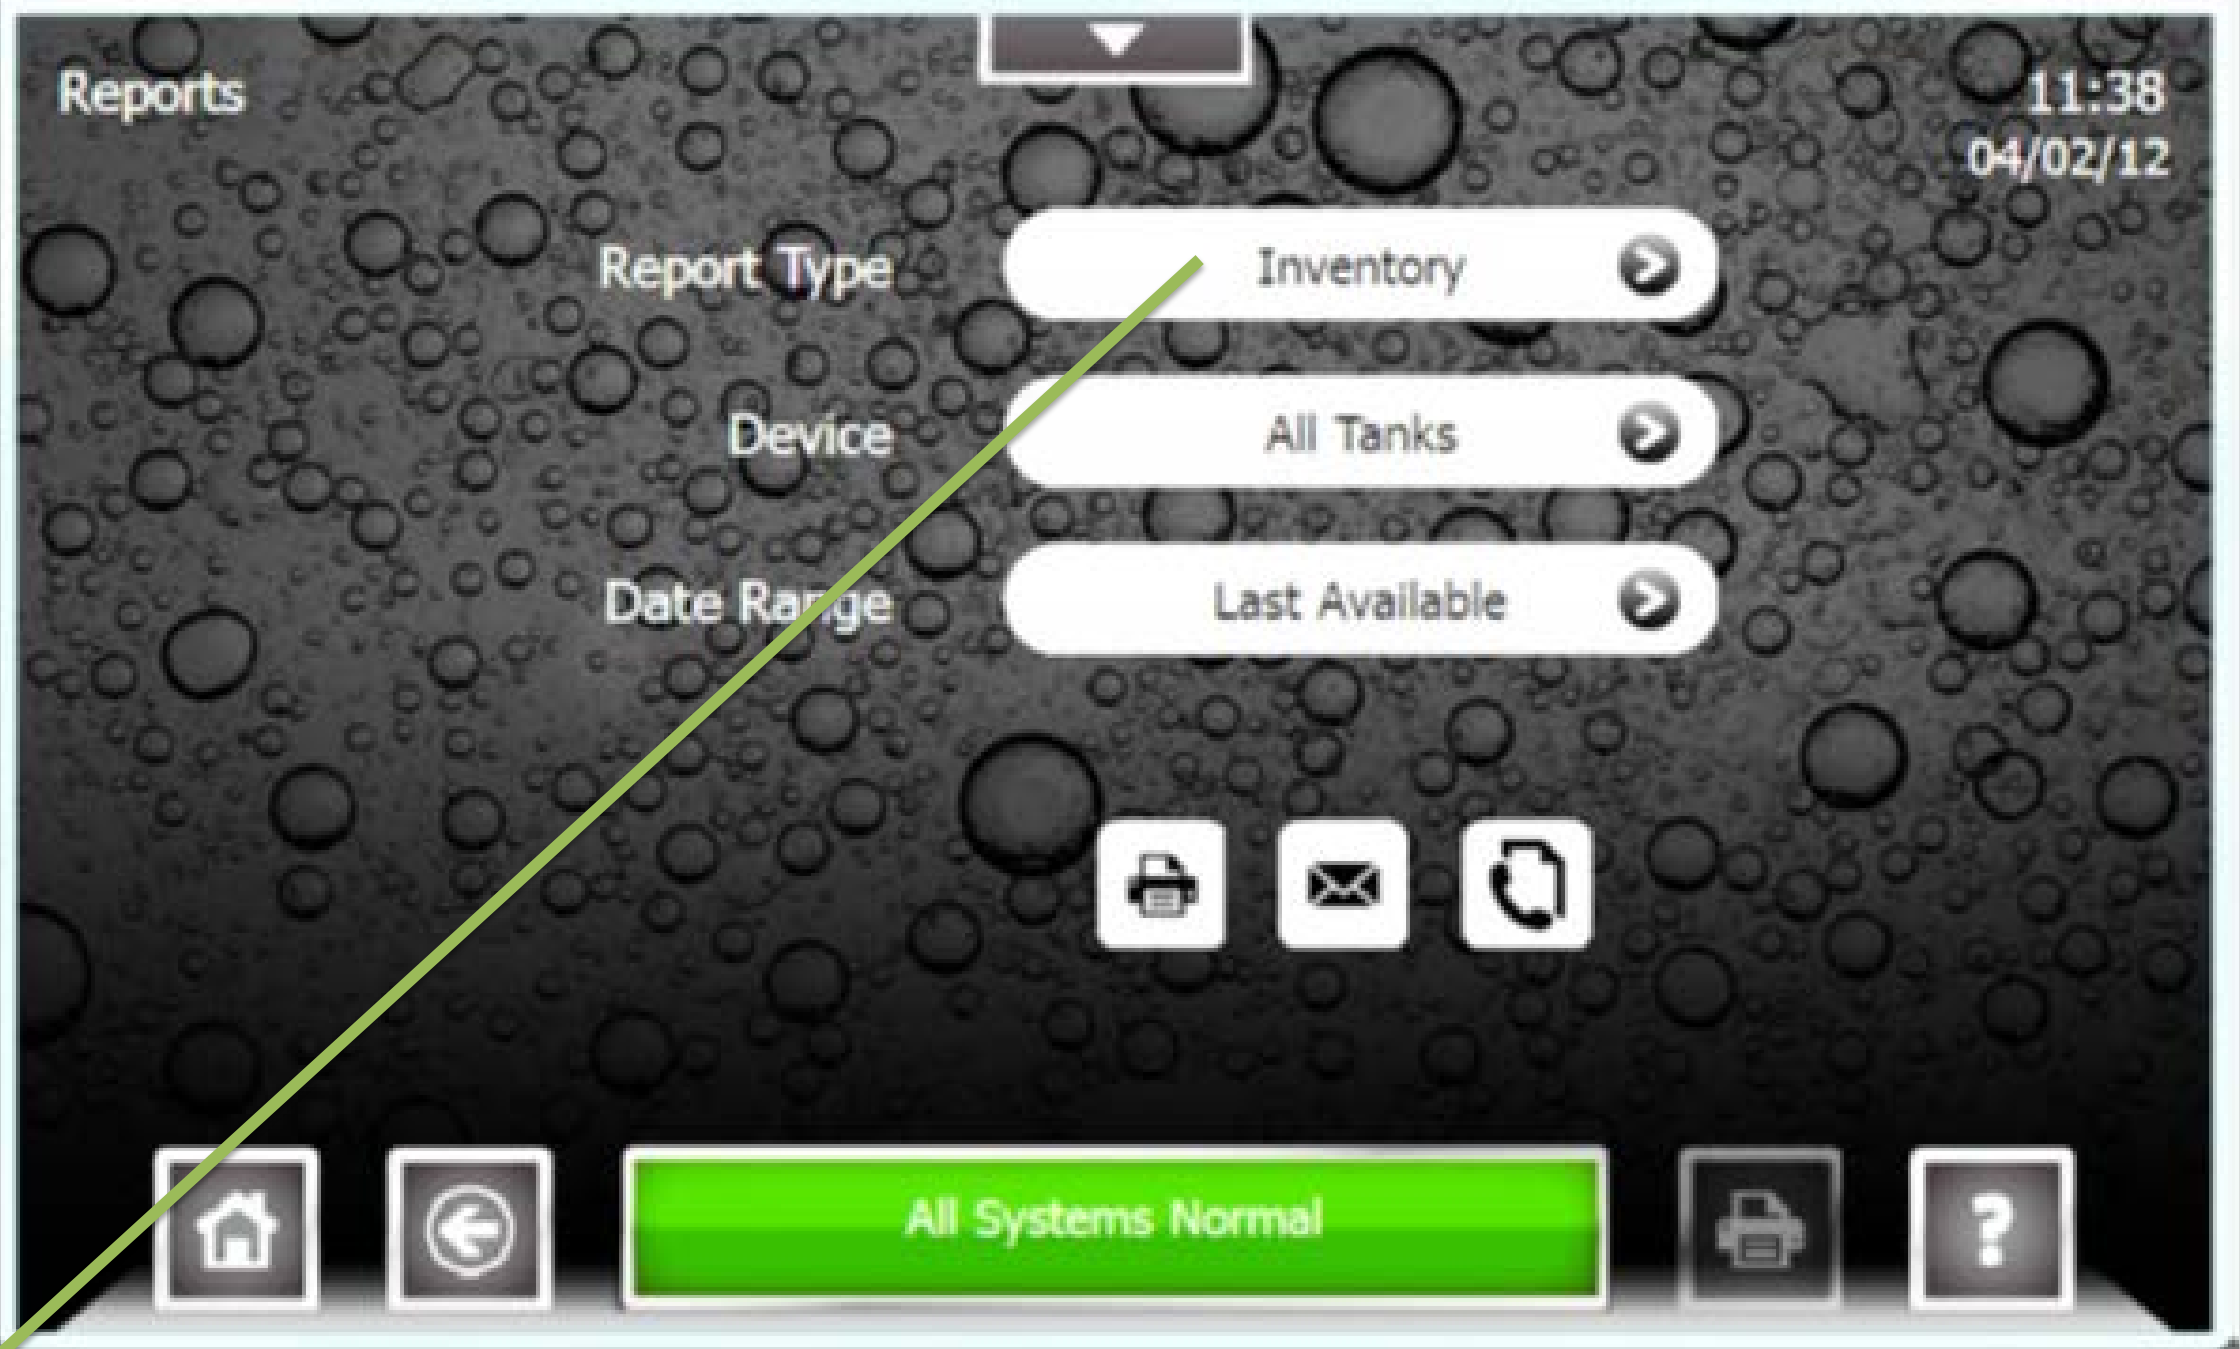 Reports
11:38
04/02/12
Report Type
Inventory
Device
All Tanks
Date Range
Last Available
All Systems Normal
?